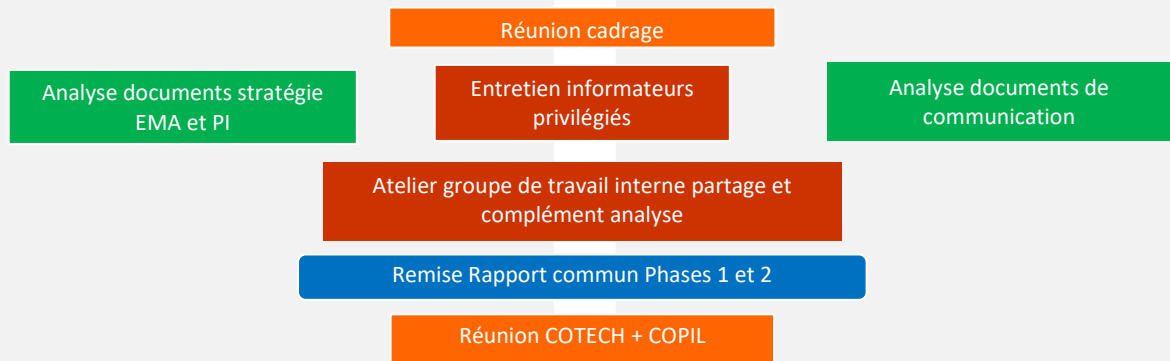 Réunion cadrage
Analyse documents stratégie
EMA et PI
Entretien informateurs
privilégiés
Analyse documents de
communication
Atelier groupe de travail interne partage et
complément analyse
Remise Rapport commun Phases 1 et 2
Réunion COTECH + COPIL